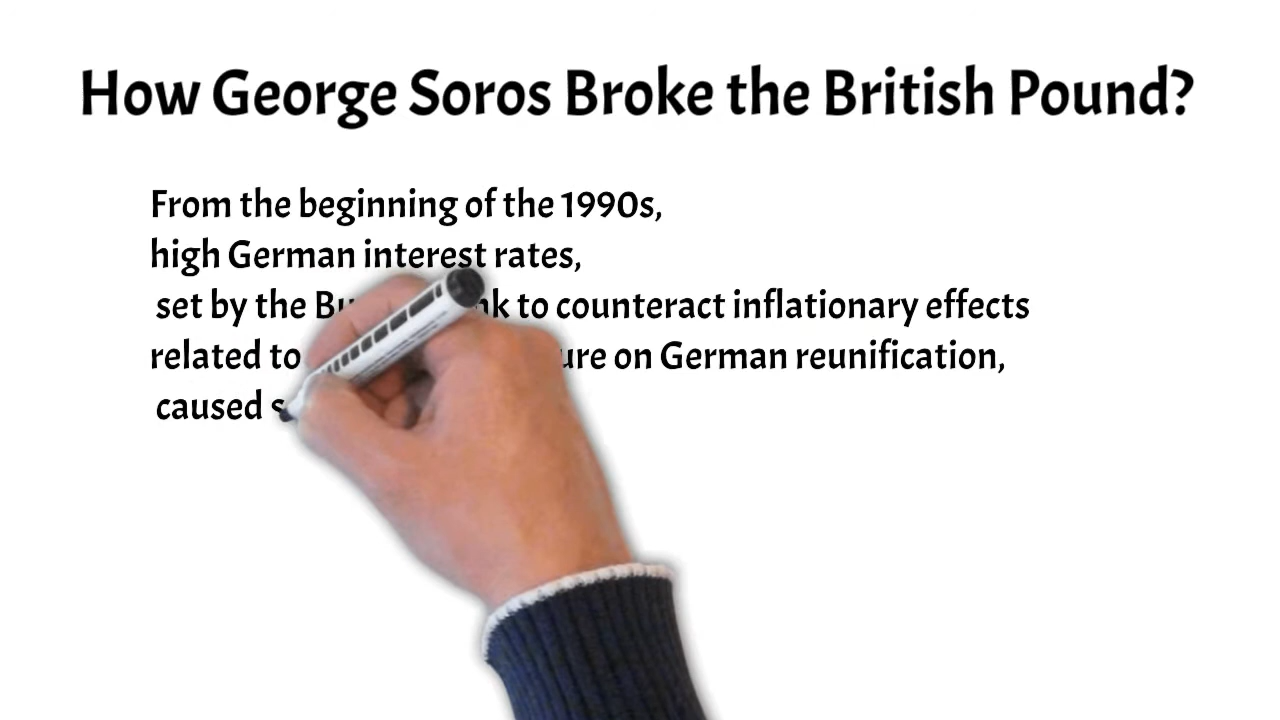 How George Soros Broke the British Pound?
From the beginning of the 1990s,
high German interest rates,
set by the to counteract inflationary effects
related to on German reunification,
caused